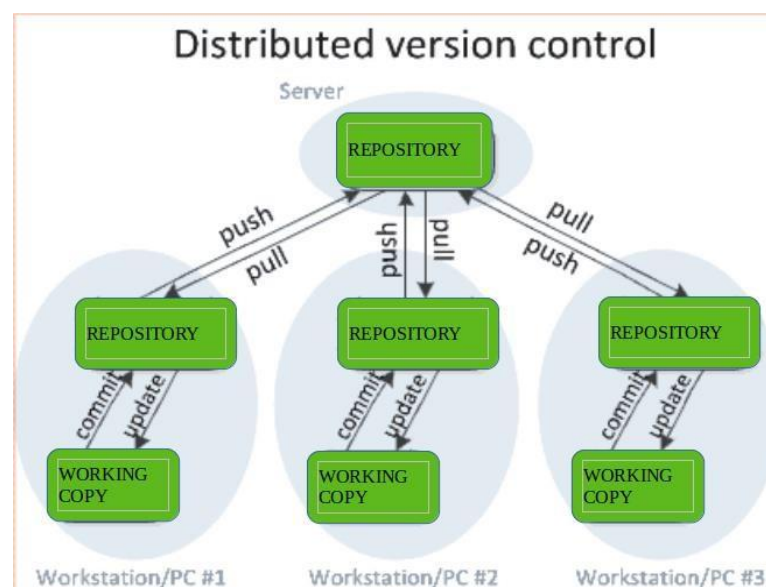 Distributed version control
Server
REPOSITORY
push
pull
push
pull
pull
push
REPOSITORY
REPOSITORY
REPOSITORY
commit
update
commit
update
commit
update
WORKING
COPY
WORKING
COPY
WORKING
COPY
Workstation/PC #1
Workstation/PC #2
Workstation/PC #3